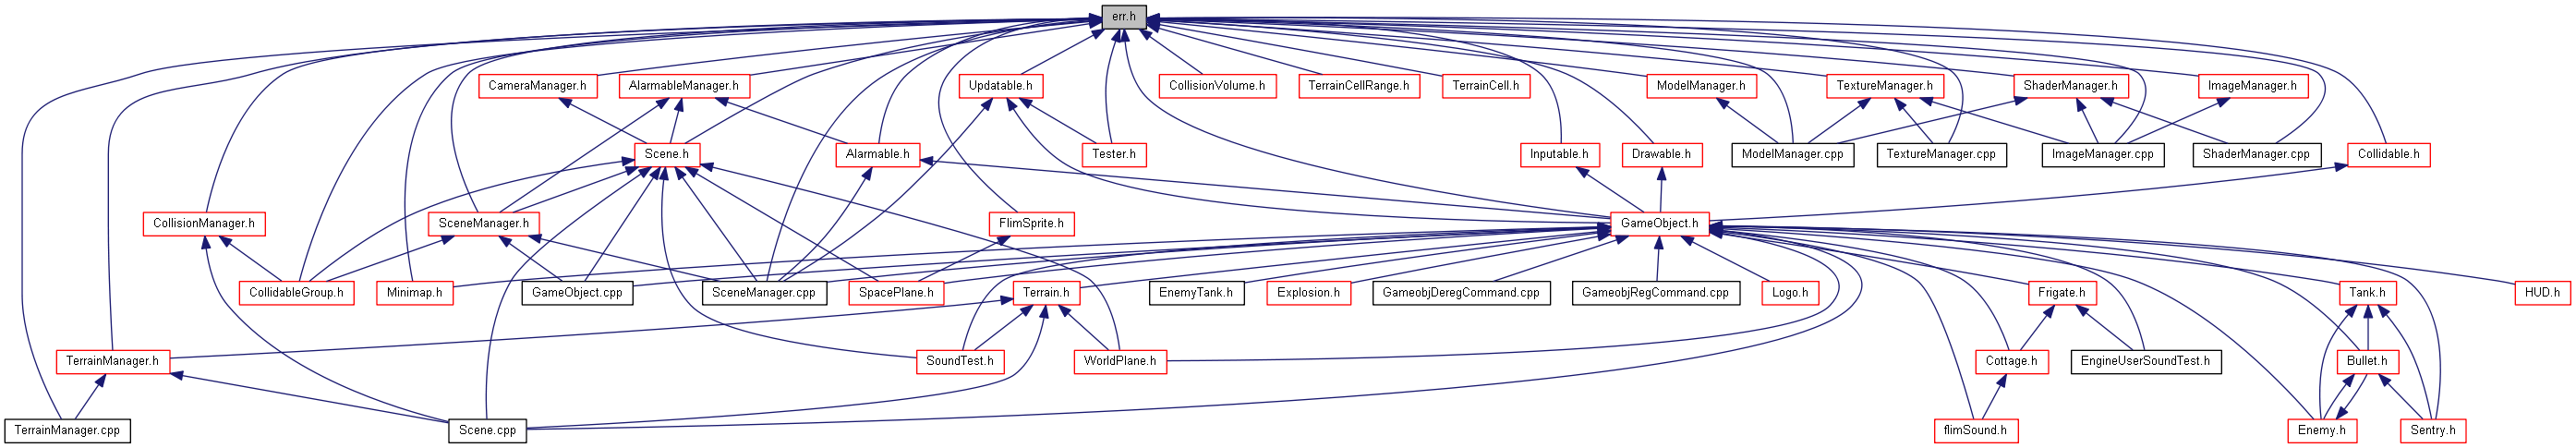 err.h
CameraManager.h
AlarmableManager.h
Updatable.h
CollisionVolume.h
TerrainCellRange.h
TerrainCell.h
ModelManager.h
TextureManager.h
ShaderManager.h
ImageManager.h
Scene.h
Alarmable.h
Tester.h
Inputable.h
Drawable.h
ModelManager.cpp
TextureManager.cpp
ImageManager.cpp
ShaderManager.cpp
Collidable.h
CollisionManager.h
SceneManager.h
FlimSprite.h
GameObject.h
CollidableGroup.h
Minimap.h
GameObject.cpp
SceneManager.cpp
SpacePlane.h
Terrain.h
EnemyTank.h
Explosion.h
GameobjDeregCommand.cpp
GameobjRegCommand.cpp
Logo.h
Frigate.h
Tank.h
HUD.h
TerrainManager.h
SoundTest.h
WorldPlane.h
Cottage.h
EngineUserSoundTest.h
Bullet.h
TerrainManager.cpp
Scene.cpp
flimSound.h
Enemy.h
Sentry.h